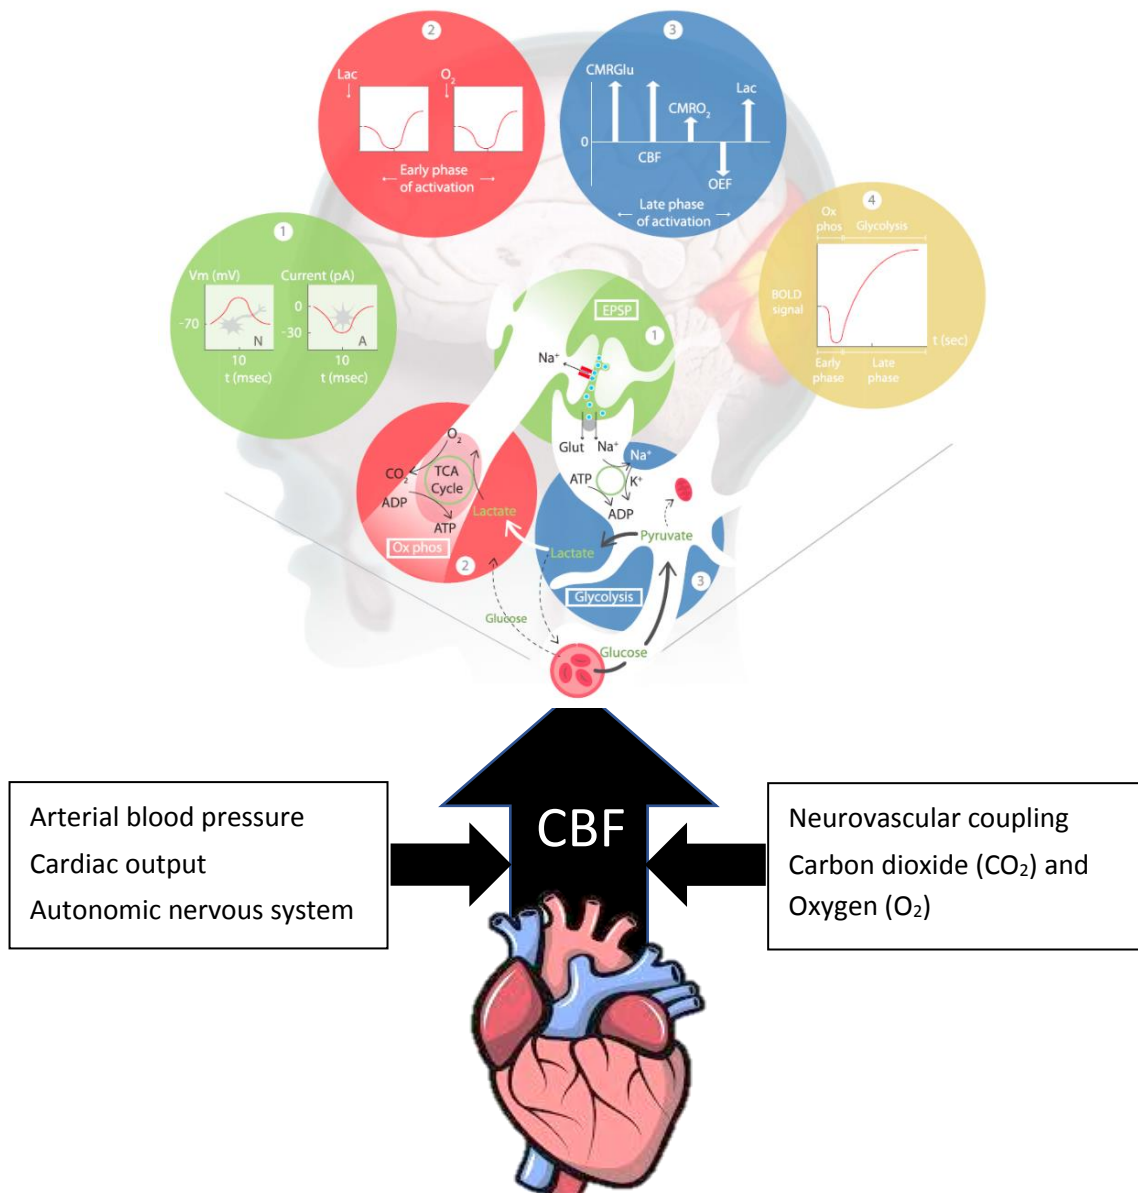 2
Lac
O₂
Early phase
of activation
3
CMRGlu
CMRO₂
Lac
0
CBF
OEF
Late phase
of activation
1
Vm (mV)
Current (pA)
-70
N
10
t (msec)
0
-30
A
10
t (msec)
4
Ox
phos
Glycolysis
BOLD
signal
t (sec)
Early
phase
Late
phase
EPSP
1
Na⁺
Glut
Na⁺
Na⁺
K⁺
ATP
ADP
O₂
CO₂
TCA
Cycle
ADP
ATP
Lactate
Ox phos
2
Pyruvate
Lactate
3
Glycolysis
Glucose
Glucose
CBF
Arterial blood pressure
Cardiac output
Autonomic nervous system
Neurovascular coupling
Carbon dioxide (CO₂) and
Oxygen (O₂)